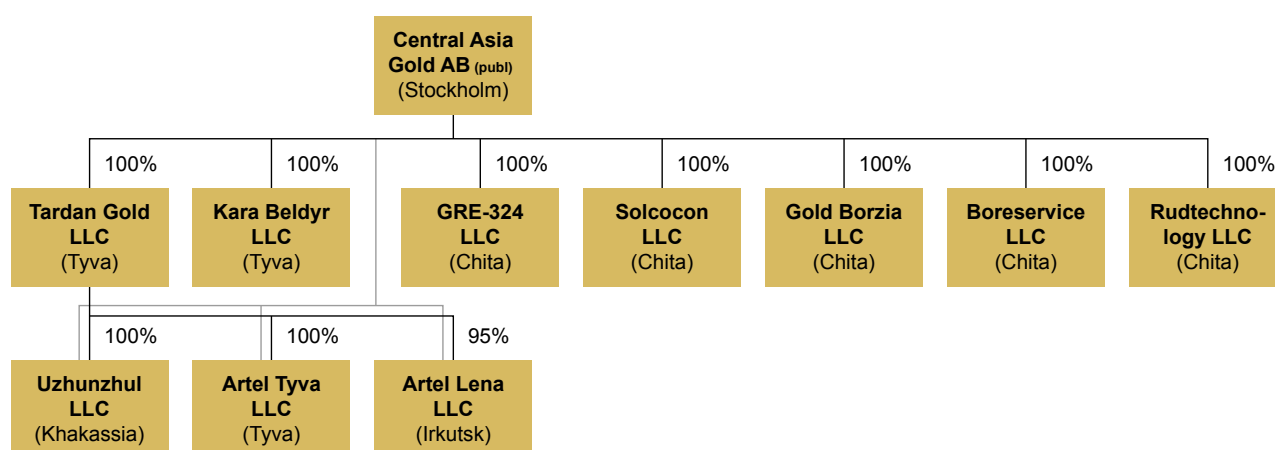 Central Asia
Gold AB (publ)
(Stockholm)
100%
100%
100%
100%
100%
100%
100%
Tardan Gold
LLC
(Tyva)
Kara Beldyr
LLC
(Tyva)
GRE-324
LLC
(Chita)
Solcocon
LLC
(Chita)
Gold Borzia
LLC
(Chita)
Boreservice
LLC
(Chita)
Rudtechno-
logy LLC
(Chita)
100%
100%
95%
Uzhunzhul
LLC
(Khakassia)
Artel Tyva
LLC
(Tyva)
Artel Lena
LLC
(Irkutsk)